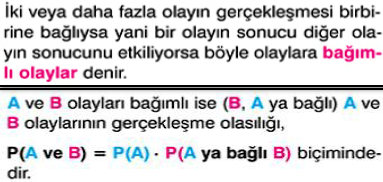 İki veya daha fazla olayın gerçekleşmesi birbi-
rine bağlıysa yani bir olayın sonucu diğer ola-
yın sonucunu etkiliyorsa böyle olaylara bağım-
lı olaylar denir.
A ve B olayları bağımlı ise (B, A ya bağlı) A ve
B olaylarının gerçekleşme olasılığı,
P(A ve B) = P(A) · P(A ya bağlı B) biçiminde-
dir.